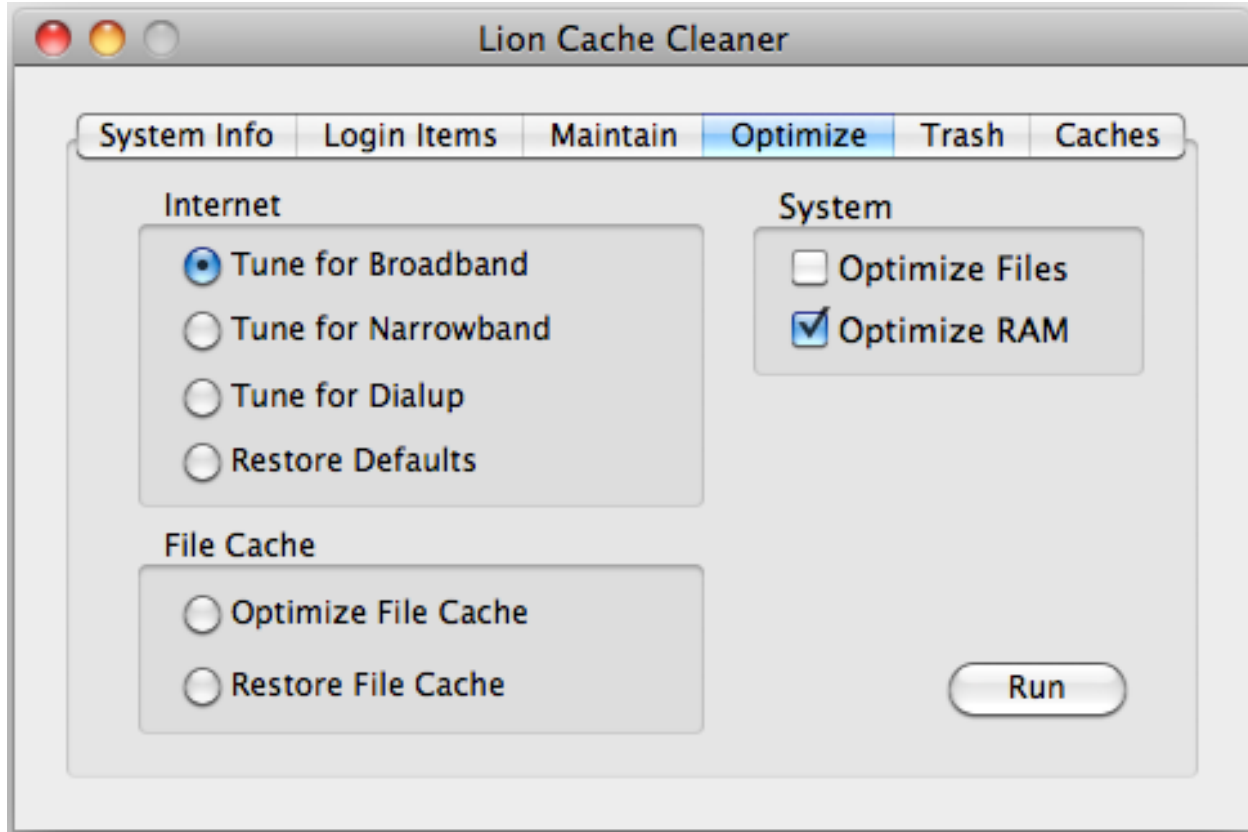 Lion Cache Cleaner
System Info Login Items Maintain Optimize Trash Caches
Internet
Tune for Broadband
Tune for Narrowband
Tune for Dialup
Restore Defaults
System
Optimize Files
Optimize RAM
File Cache
Optimize File Cache
Restore File Cache
Run